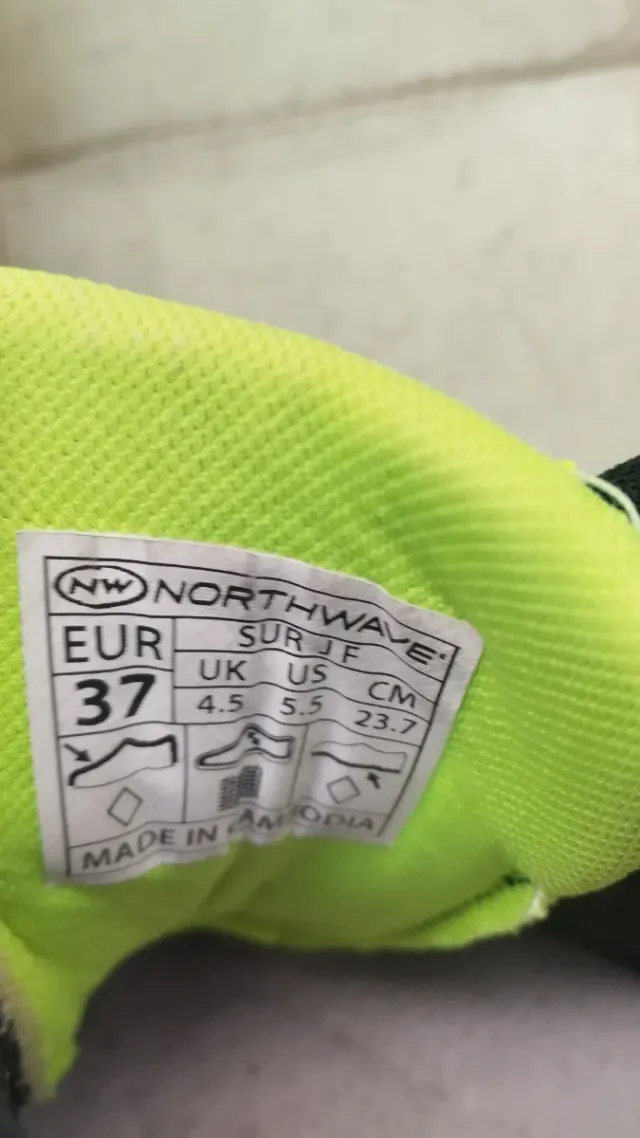 NW NORTHWAVE
EUR SUR J F
37 UK US CM
4.5 5.5 23.7
MADE IN CAMBODIA